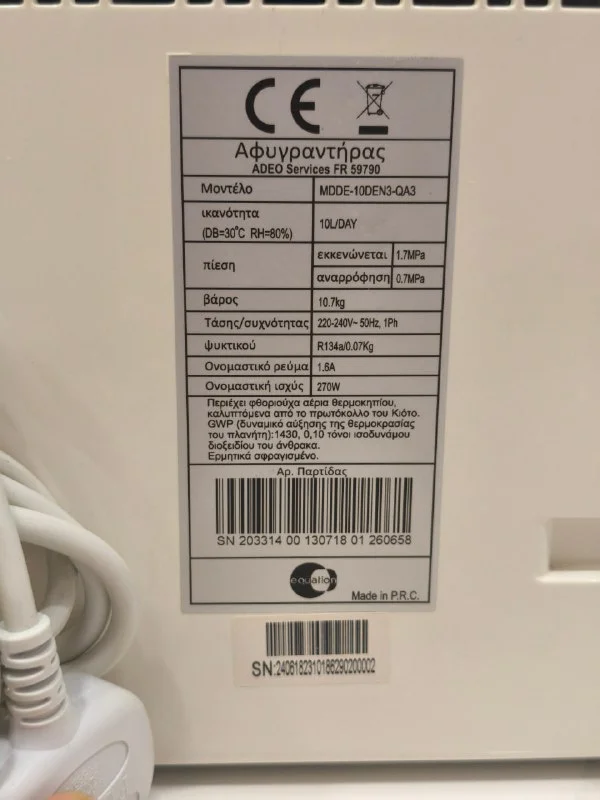 CE
Αφυγραντήρας
ADEO Services FR 59790
Μοντέλο MDDE-10DEN3-QA3
ικανότητα
(DB=30°C RH=80%) 10L/DAY
πίεση
εκκενώνεται 1.7MPa
αναρρόφηση 0.7MPa
βάρος 10.7kg
Τάσης/συχνότητας 220-240V~ 50Hz, 1Ph
ψυκτικού R134a/0.07Kg
Ονομαστικό ρεύμα 1.6A
Ονομαστική ισχύς 270W
Περιέχει φθοριούχα αέρια θερμοκηπίου,
καλυπτόμενα από το πρωτόκολλο του Κιότο.
GWP (δυναμικό αύξησης της θερμοκρασίας
του πλανήτη):1430, 0,10 τόνοι ισοδυνάμου
διοξειδίου του άνθρακα.
Ερμητικά σφραγισμένο.
Αρ. Παρτίδας
SN 203314 00 130718 01 260658
equation
Made in P.R.C.
SN:2406182310186290200002